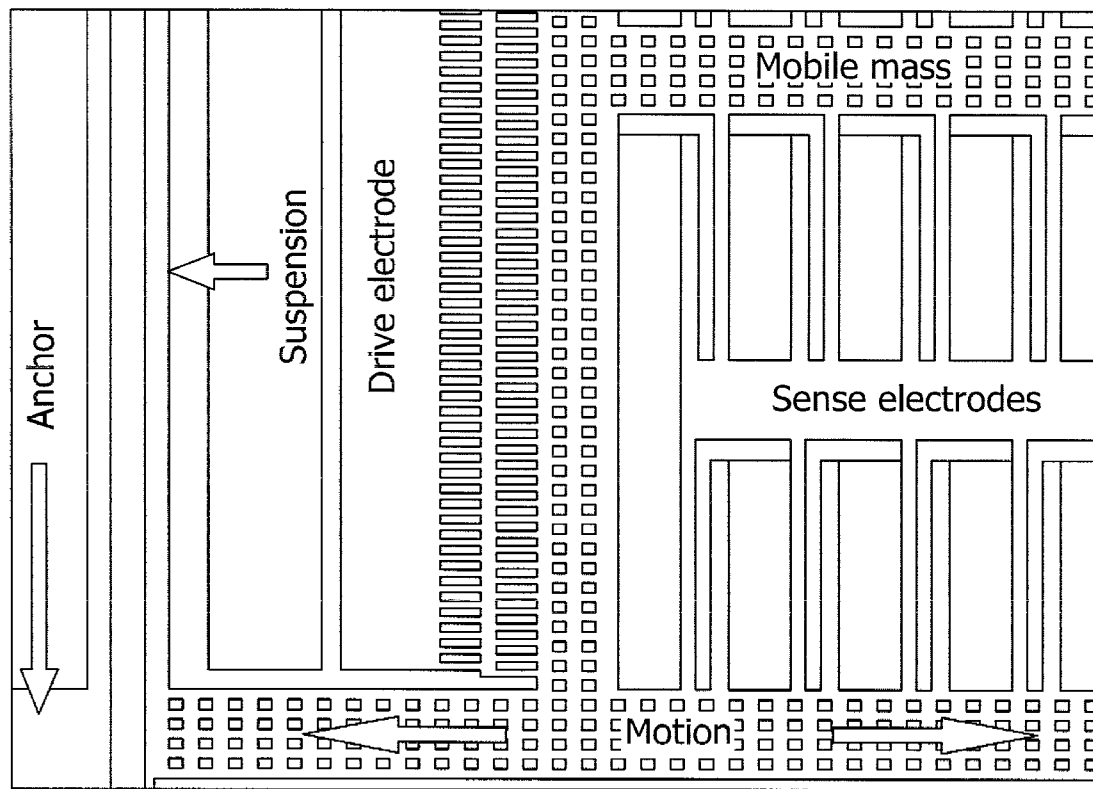 Mobile mass
Anchor
Suspension
Drive electrode
Sense electrodes
Motion